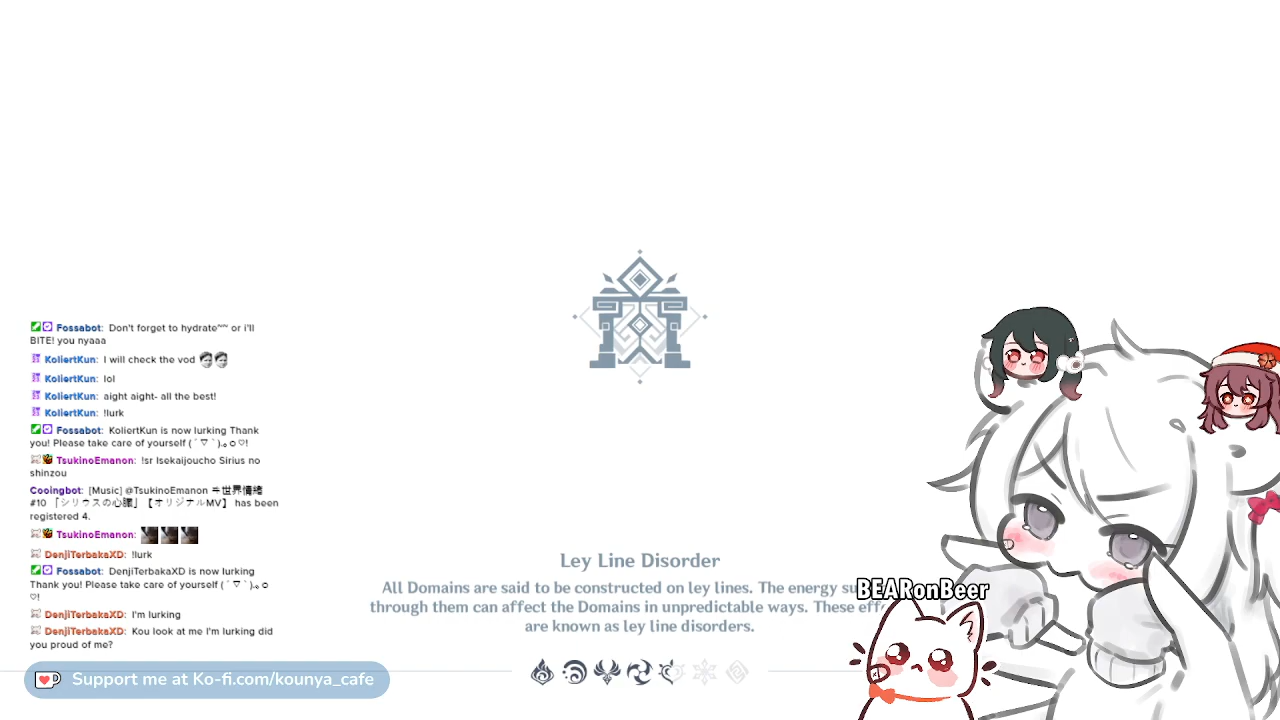 Fossabot: Don't forget to hydrate~~ or i'll
BITE! you nyaaa
KoliertKun: I will check the vod
KoliertKun: lol
KoliertKun: aight aight- all the best!
KoliertKun: !lurk
Fossabot: KoliertKun is now lurking Thank
you! Please take care of yourself ( ´ ▽ ` ).｡ｏ♡!
TsukinoEmanon: !sr Isekaijoucho Sirius no
shinzou
Cooingbot: [Music] @TsukinoEmanon ヰ世界情緒
#10 「シリウスの心臓」【オリジナルMV】 has been
registered 4.
TsukinoEmanon:
DenjiTerbakaXD: !lurk
Fossabot: DenjiTerbakaXD is now lurking
Thank you! Please take care of yourself ( ´ ▽ ` ).｡ｏ
♡!
DenjiTerbakaXD: I'm lurking
DenjiTerbakaXD: Kou look at me I'm lurking did
you proud of me?
Support me at Ko-fi.com/kounya_cafe
Ley Line Disorder
All Domains are said to be constructed on ley lines. The energy
through them can affect the Domains in unpredictable ways. These
are known as ley line disorders.
BEARonBeer